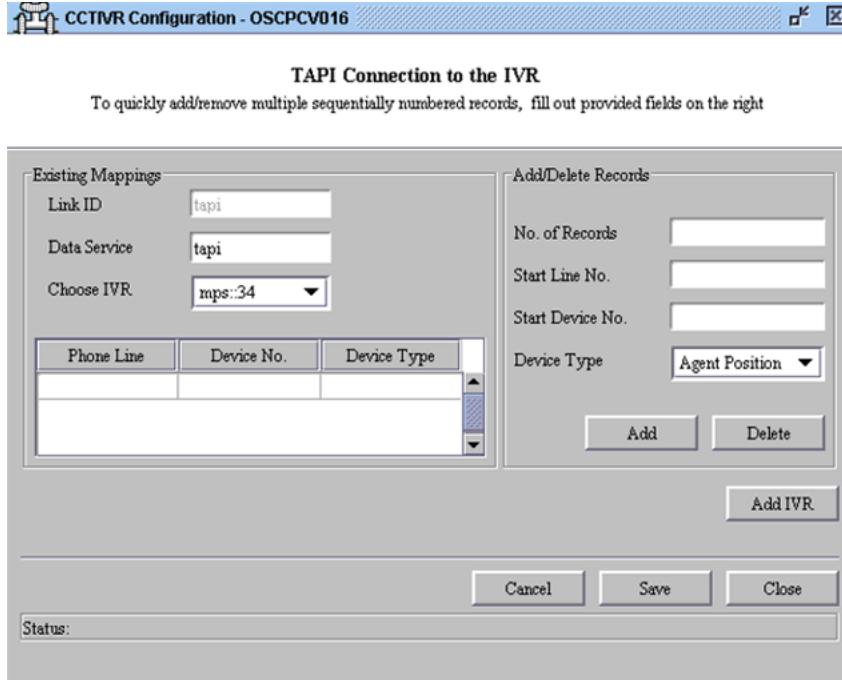 CCTIVR Configuration - OSCPCV016
TAPI Connection to the IVR
To quickly add/remove multiple sequentially numbered records, fill out provided fields on the right
Existing Mappings
Link ID
tapi
Data Service
tapi
Choose IVR
mps::34
Phone Line
Device No.
Device Type
Add/Delete Records
No. of Records
Start Line No.
Start Device No.
Device Type
Agent Position
Add
Delete
Add IVR
Cancel
Save
Close
Status: